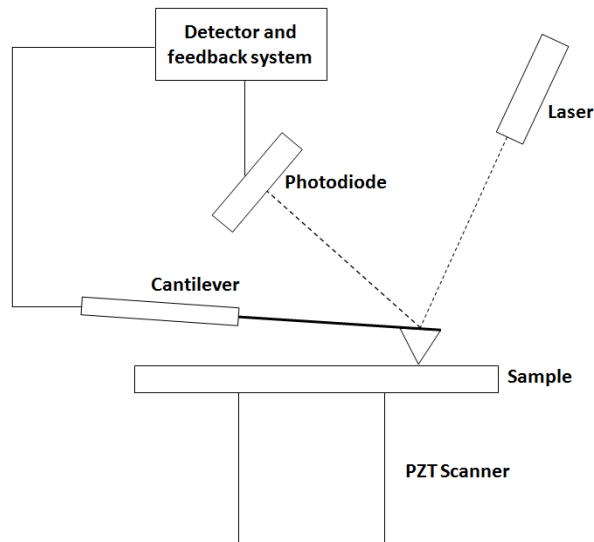 Detector and
feedback system
Laser
Photodiode
Cantilever
Sample
PZT Scanner